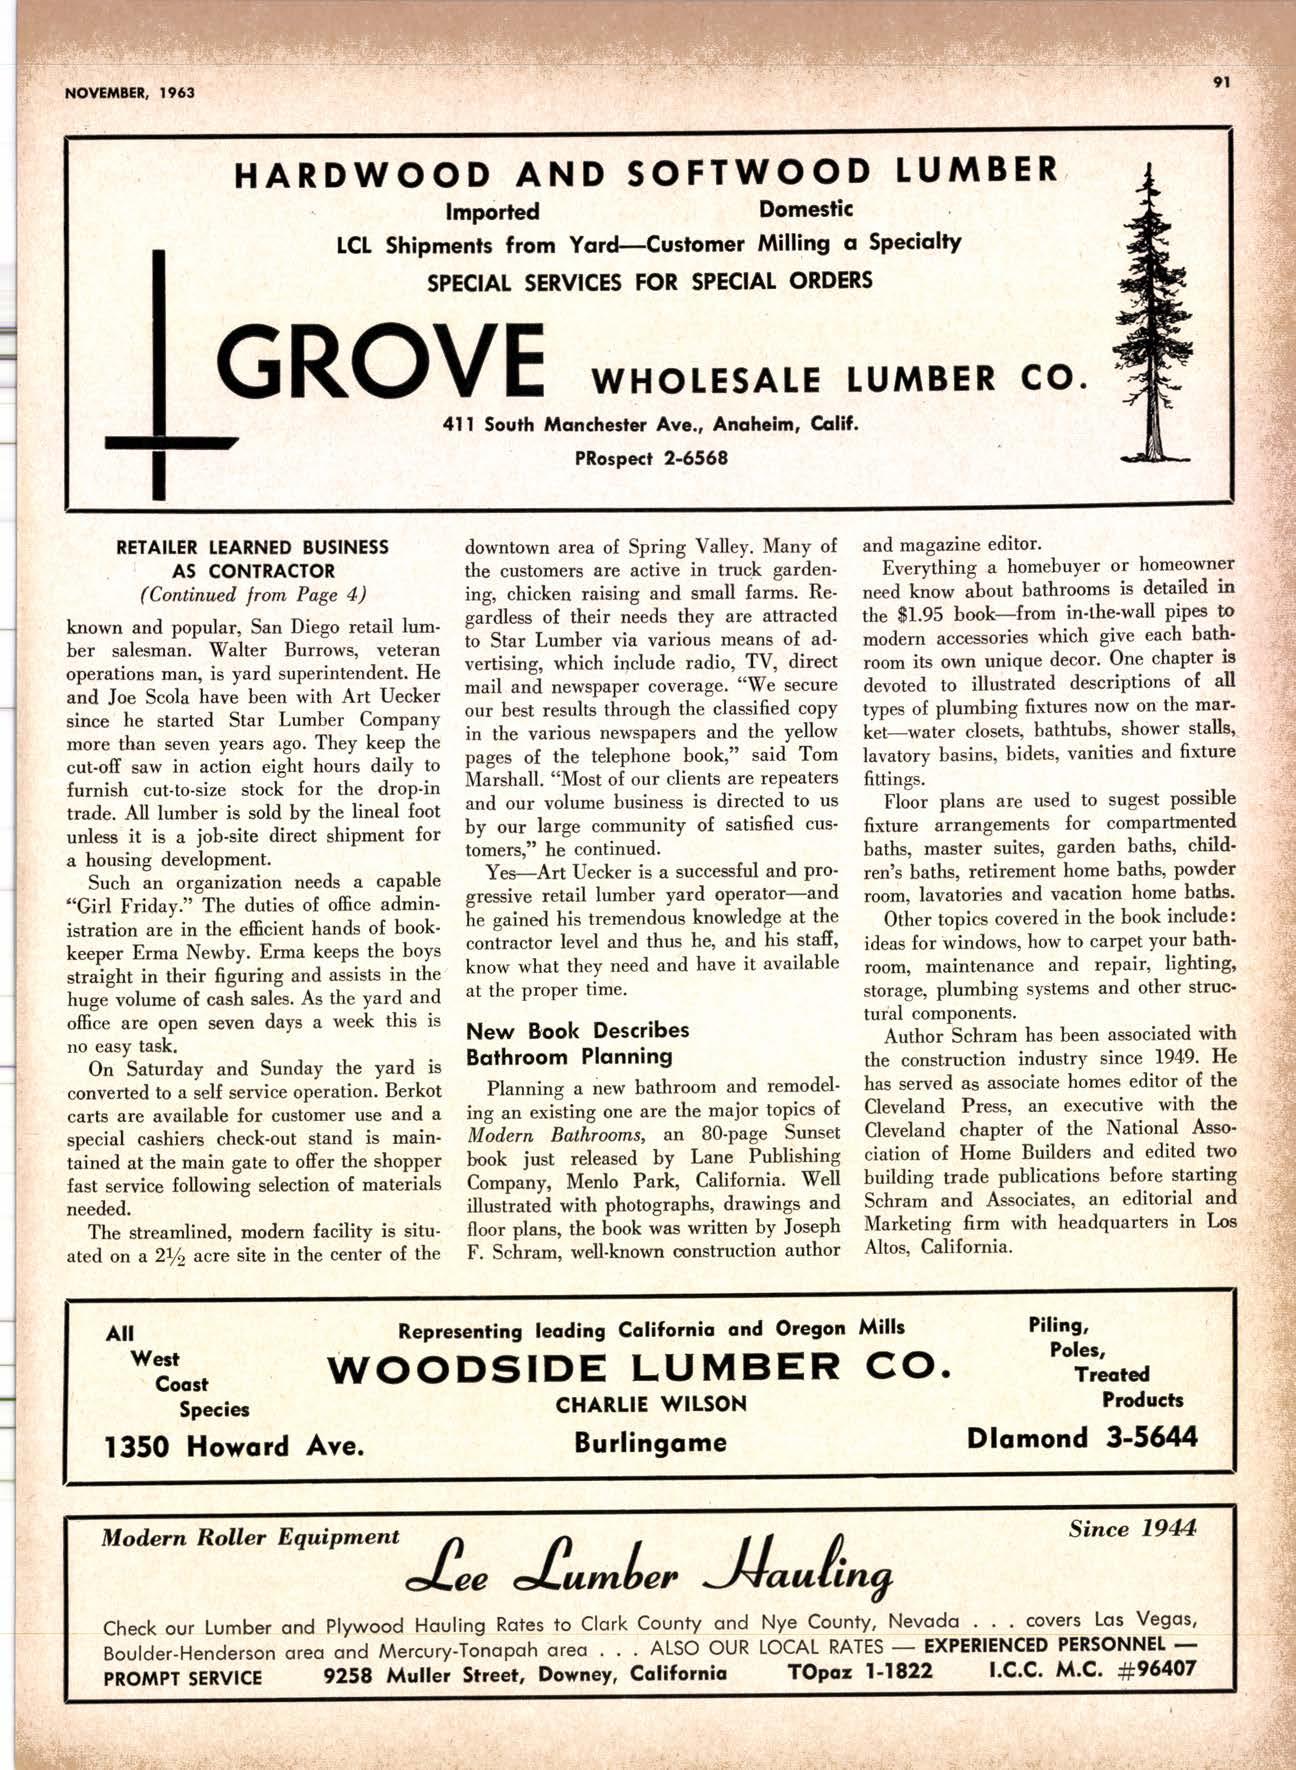 NOVEMBER, 1963
91
HARDWOOD AND SOFTWOOD LUMBER
Imported Domestic
LCL Shipments from Yard—Customer Milling a Specialty
SPECIAL SERVICES FOR SPECIAL ORDERS
GROVE WHOLESALE LUMBER CO.
411 South Manchester Ave., Anaheim, Calif.
PRospect 2-6568
RETAILER LEARNED BUSINESS
AS CONTRACTOR
(Continued from Page 4)
known and popular, San Diego retail lum-
ber salesman. Walter Burrows, veteran
operations man, is yard superintendent. He
and Joe Scola have been with Art Uecker
since he started Star Lumber Company
more than seven years ago. They keep the
cut-off saw in action eight hours daily to
furnish cut-to-size stock for the drop-in
trade. All lumber is sold by the lineal foot
unless it is a job-site direct shipment for
a housing development.
Such an organization needs a capable
“Girl Friday.” The duties of office admin-
istration are in the efficient hands of book-
keeper Erma Newby. Erma keeps the boys
straight in their figuring and assists in the
huge volume of cash sales. As the yard and
office are open seven days a week this is
no easy task.
On Saturday and Sunday the yard is
converted to a self service operation. Berkot
carts are available for customer use and a
special cashiers check-out stand is main-
tained at the main gate to offer the shopper
fast service following selection of materials
needed.
The streamlined, modern facility is situ-
ated on a 2½ acre site in the center of the
downtown area of Spring Valley. Many of
the customers are active in truck garden-
ing, chicken raising and small farms. Re-
gardless of their needs they are attracted
to Star Lumber via various means of ad-
vertising, which include radio, TV, direct
mail and newspaper coverage. “We secure
our best results through the classified copy
in the various newspapers and the yellow
pages of the telephone book,” said Tom
Marshall. “Most of our clients are repeaters
and our volume business is directed to us
by our large community of satisfied cus-
tomers,” he continued.
Yes—Art Uecker is a successful and pro-
gressive retail lumber yard operator—and
he gained his tremendous knowledge at the
contractor level and thus he, and his staff,
know what they need and have it available
at the proper time.
New Book Describes
Bathroom Planning
Planning a new bathroom and remodel-
ing an existing one are the major topics of
Modern Bathrooms, an 80-page Sunset
book just released by Lane Publishing
Company, Menlo Park, California. Well
illustrated with photographs, drawings and
floor plans, the book was written by Joseph
F. Schram, well-known construction author
and magazine editor.
Everything a homebuyer or homeowner
need know about bathrooms is detailed in
the $1.95 book—from in-the-wall pipes to
modern accessories which give each bath-
room its own unique decor. One chapter is
devoted to illustrated descriptions of all
types of plumbing fixtures now on the mar-
ket—water closets, bathtubs, shower stalls,
lavatory basins, bidets, vanities and fixture
fittings.
Floor plans are used to sugest possible
fixture arrangements for compartmented
baths, master suites, garden baths, child-
ren's baths, retirement home baths, powder
room, lavatories and vacation home baths.
Other topics covered in the book include:
ideas for windows, how to carpet your bath-
room, maintenance and repair, lighting,
storage, plumbing systems and other struc-
tural components.
Author Schram has been associated with
the construction industry since 1949. He
has served as associate homes editor of the
Cleveland Press, an executive with the
Cleveland chapter of the National Asso-
ciation of Home Builders and edited two
building trade publications before starting
Schram and Associates, an editorial and
Marketing firm with headquarters in Los
Altos, California.
All
West
Coast
Species
Representing leading California and Oregon Mills
WOODSIDE LUMBER CO.
CHARLIE WILSON
Piling,
Poles,
Treated
Products
1350 Howard Ave. Burlingame DIamond 3-5644
Modern Roller Equipment
Since 1944
Lee Lumber Hauling
Check our Lumber and Plywood Hauling Rates to Clark County and Nye County, Nevada . . . covers Las Vegas,
Boulder-Henderson area and Mercury-Tonapah area . . . ALSO OUR LOCAL RATES — EXPERIENCED PERSONNEL —
PROMPT SERVICE 9258 Muller Street, Downey, California TOpaz 1-1822 I.C.C. M.C. #96407